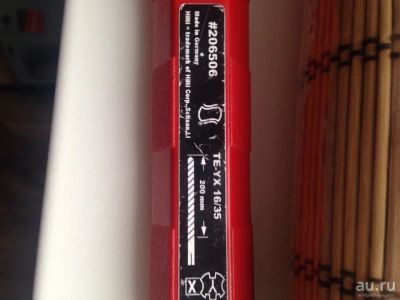 #206506
Made in Germany
Hilti = trademark of Hilti Corp.,Schaan,LI
TE-YX 16/35
200 mm
X
au.ru